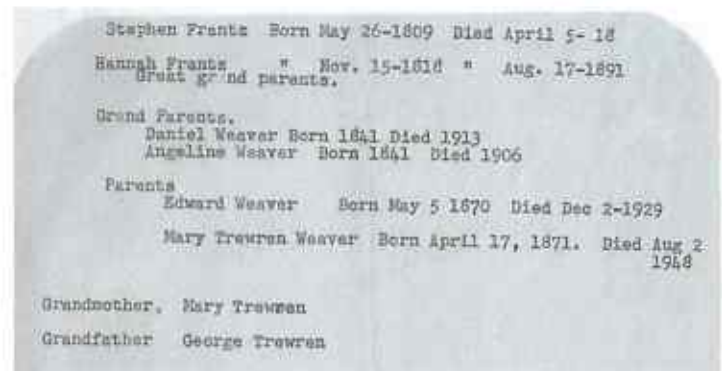 Stephen Frantz Born May 26-1809 Died April 5- 18
Hannah Frantz " Nov. 15-1818 " Aug. 17-1891
Great gr nd parents.
Grand Parents.
Daniel Weaver Born 1841 Died 1913
Angeline Weaver Born 1841 Died 1906
Parents
Edward Weaver Born May 5 1870 Died Dec 2-1929
Mary Trewren Weaver Born April 17, 1871. Died Aug 2
1948
Grandmother. Mary Trewren
Grandfather George Trewren